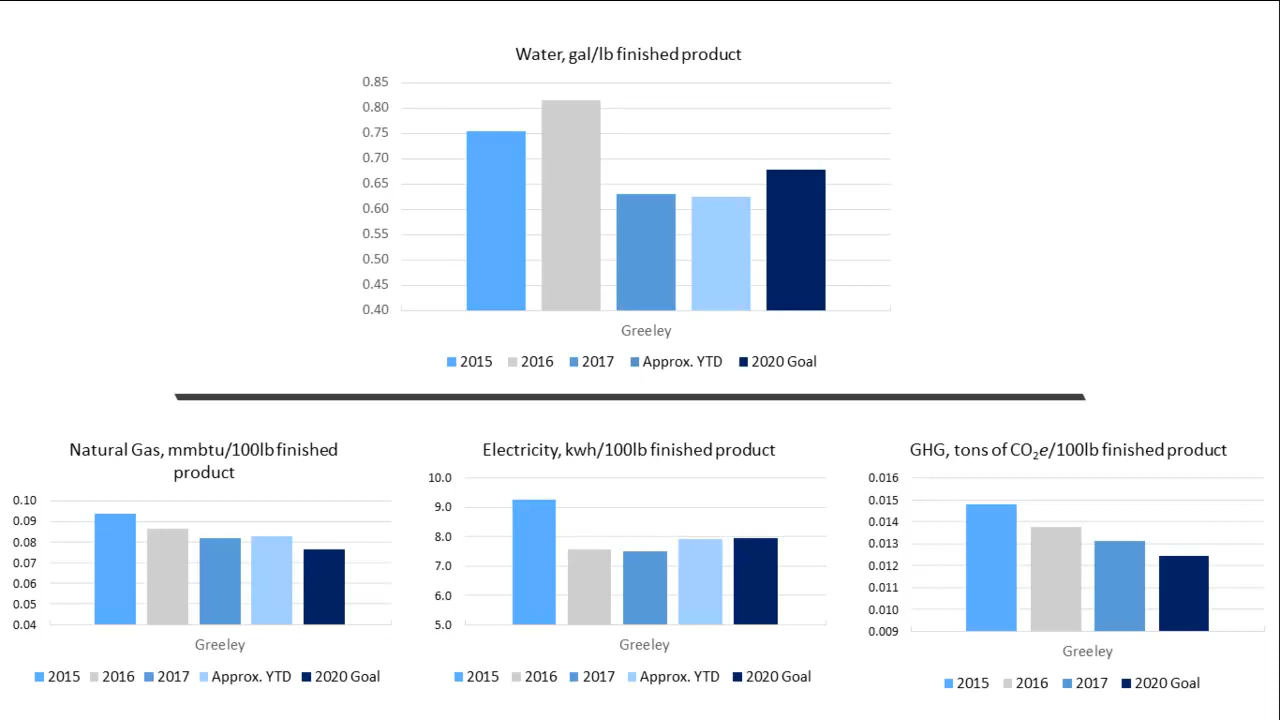 Water, gal/lb finished product
0.85
0.80
0.75
0.70
0.65
0.60
0.55
0.50
0.45
0.40
Greeley
2015 2016 2017 Approx. YTD 2020 Goal
Natural Gas, mmbtu/100lb finished
product
0.10
0.09
0.08
0.07
0.06
0.05
0.04
Greeley
2015 2016 2017 Approx. YTD 2020 Goal
Electricity, kwh/100lb finished product
10.0
9.0
8.0
7.0
6.0
5.0
Greeley
2015 2016 2017 Approx. YTD 2020 Goal
GHG, tons of CO₂e/100lb finished product
0.016
0.015
0.014
0.013
0.012
0.011
0.010
0.009
Greeley
2015 2016 2017 2020 Goal